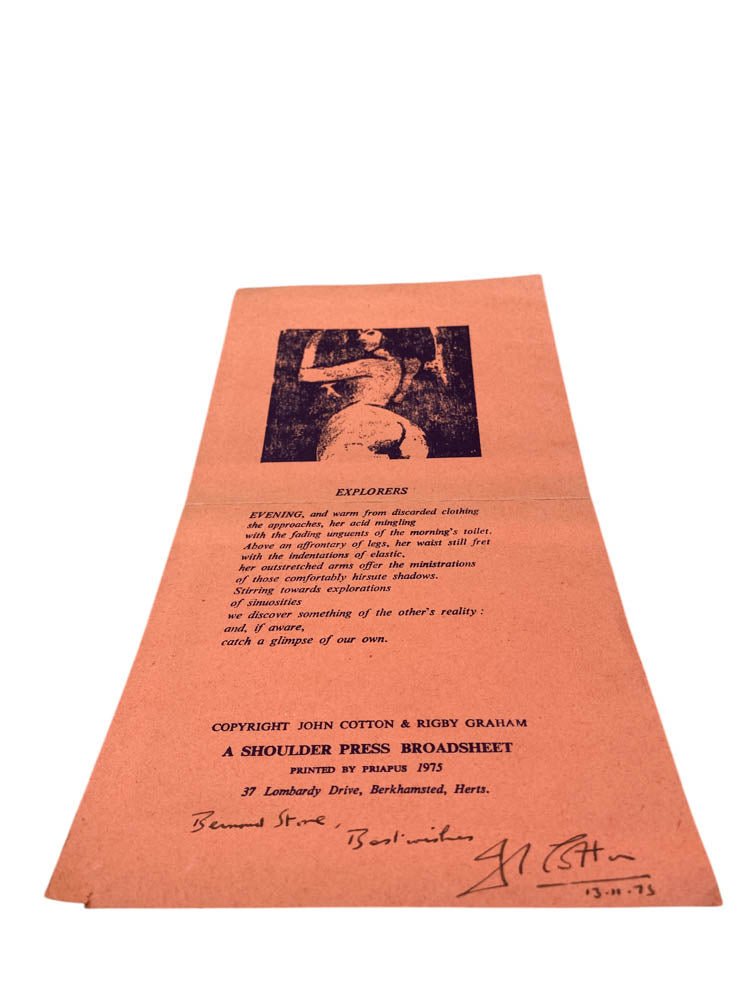 EXPLORERS
EVENING, and warm from discarded clothing
she approaches, her acid mingling
with the fading unguents of the morning's toilet.
Above an affrontary of legs, her waist still fret
with the indentations of elastic,
her outstretched arms offer the ministrations
of those comfortably hirsute shadows.
Stirring towards explorations
of sinuosities
we discover something of the other's reality :
and, if aware,
catch a glimpse of our own.
COPYRIGHT JOHN COTTON & RIGBY GRAHAM
A SHOULDER PRESS BROADSHEET
PRINTED BY PRIAPUS 1975
37 Lombardy Drive, Berkhamsted, Herts.
Bernard Stone,
Best wishes
John Cotton
13.11.75